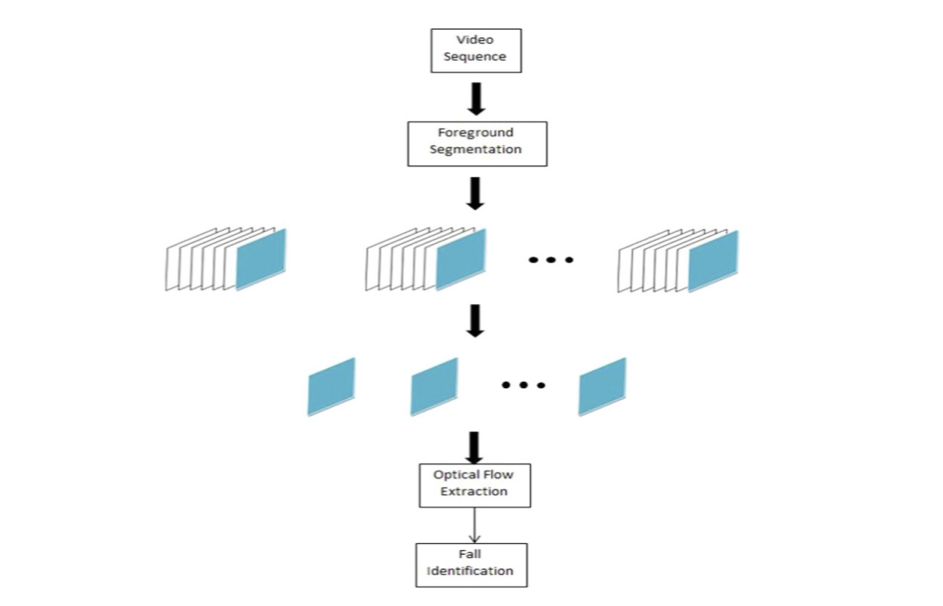 Video
Sequence
Foreground
Segmentation
Optical Flow
Extraction
Fall
Identification